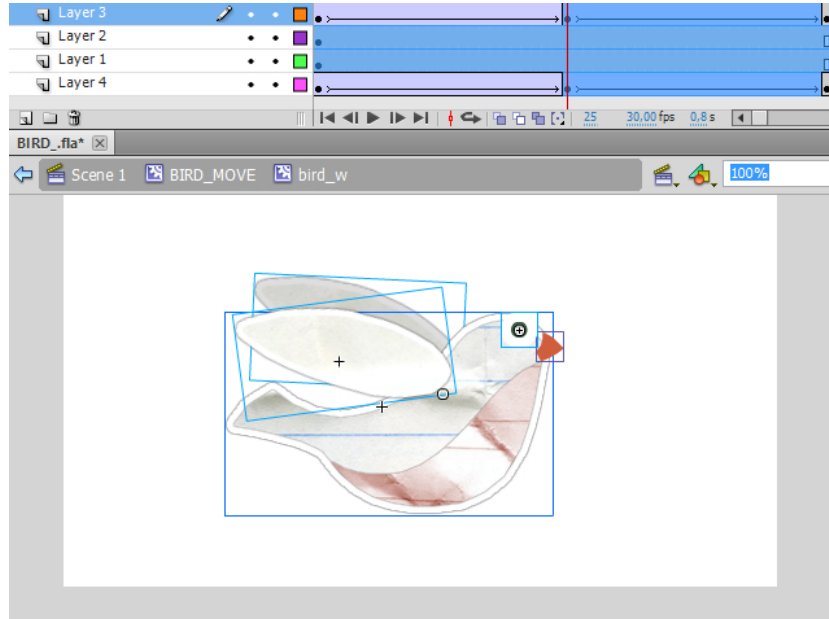 Layer 3
Layer 2
Layer 1
Layer 4
25 30,00 fps 0,8 s
BIRD_.fla*
Scene 1 BIRD_MOVE bird_w 100%